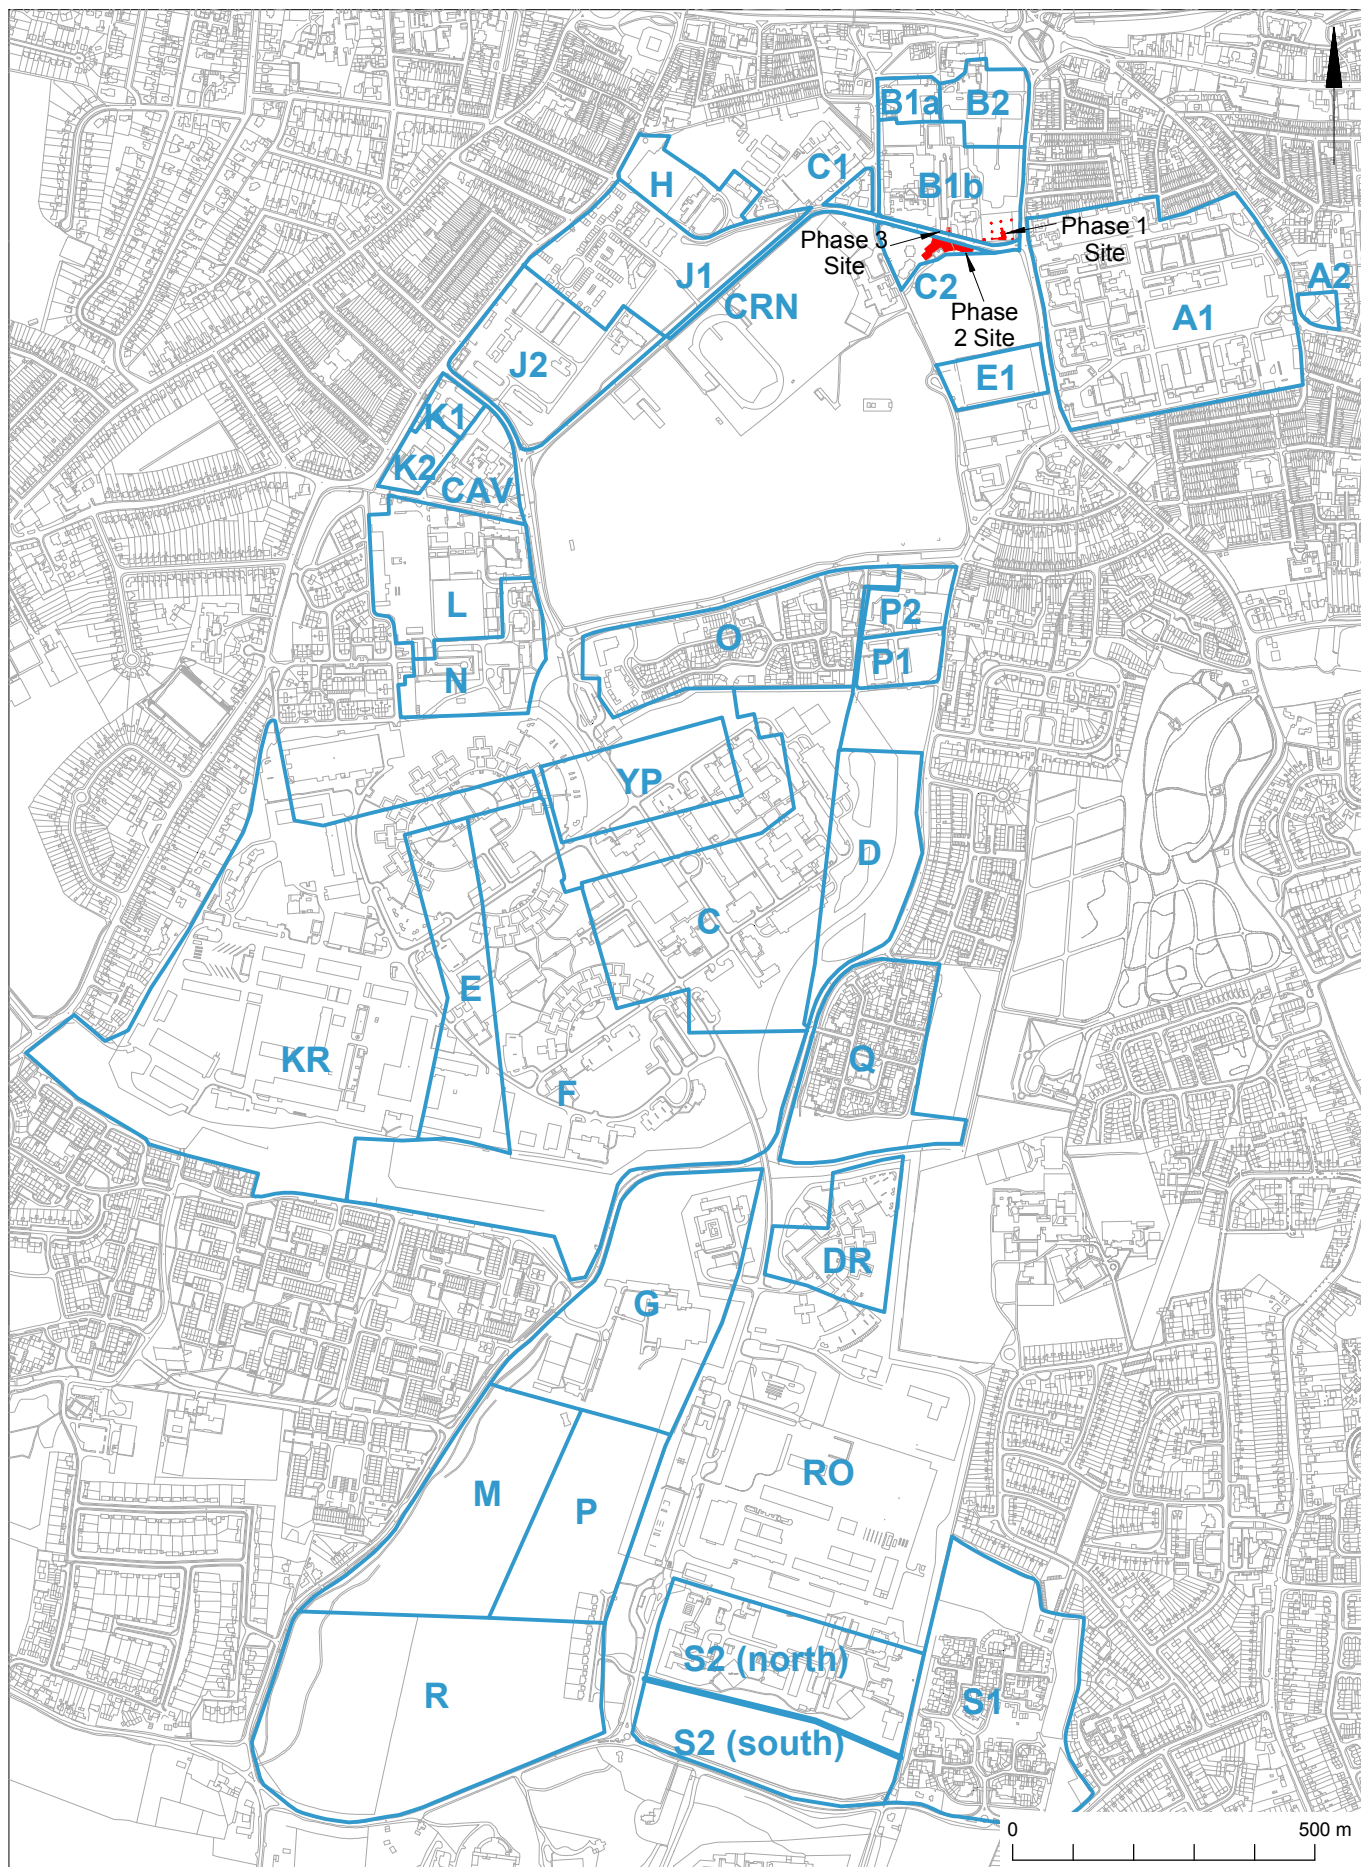 B1a
B2
C1
H
B1b
Phase 3
Site
Phase 1
Site
J1
CRN
C2
A2
Phase
2 Site
A1
J2
E1
K1
K2
CAV
L
O
P2
P1
N
YP
D
C
E
KR
Q
F
DR
G
RO
M
P
S2 (north)
R
S1
S2 (south)
0
500 m